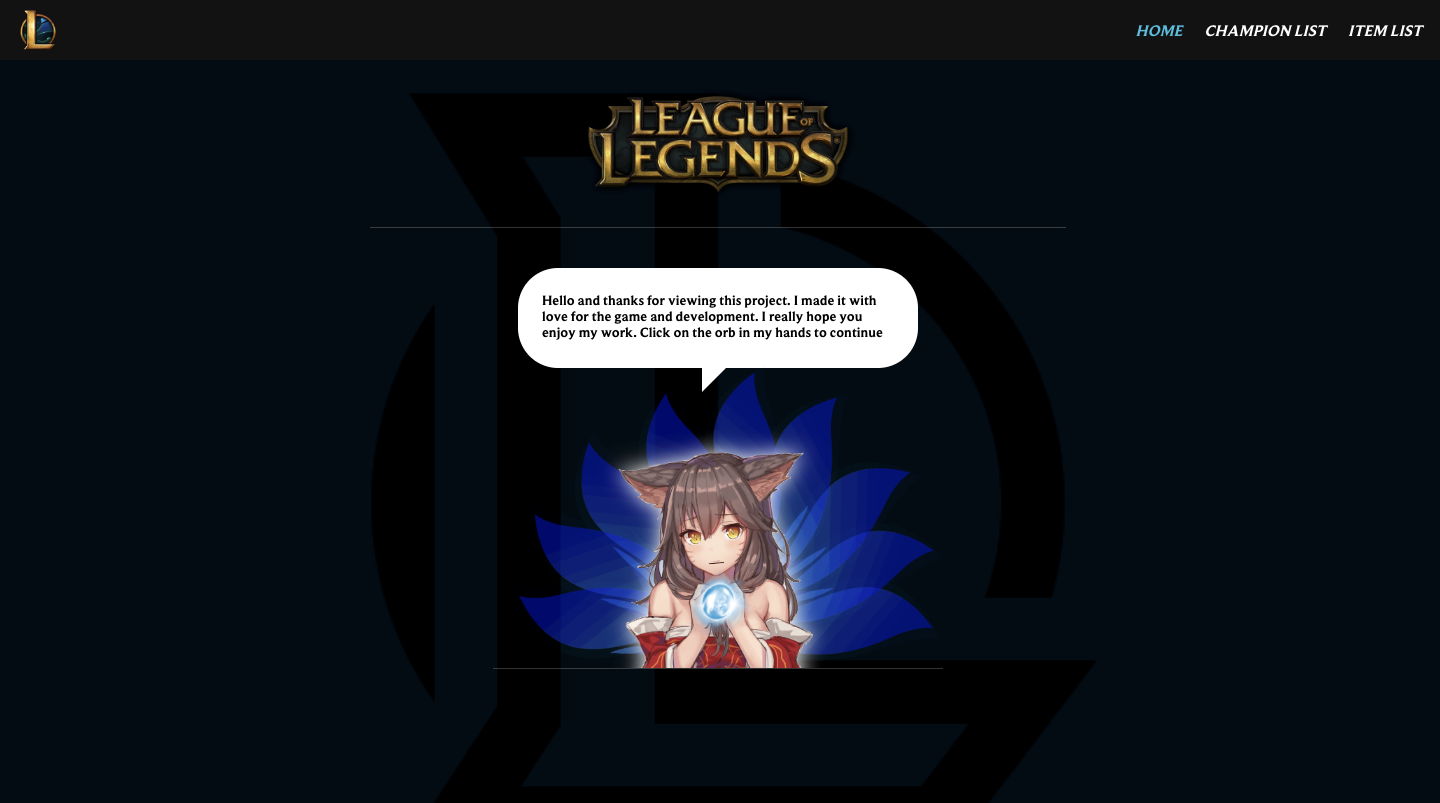 L
HOME CHAMPION LIST ITEM LIST
LEAGUE OF
LEGENDS
Hello and thanks for viewing this project. I made it with
love for the game and development. I really hope you
enjoy my work. Click on the orb in my hands to continue